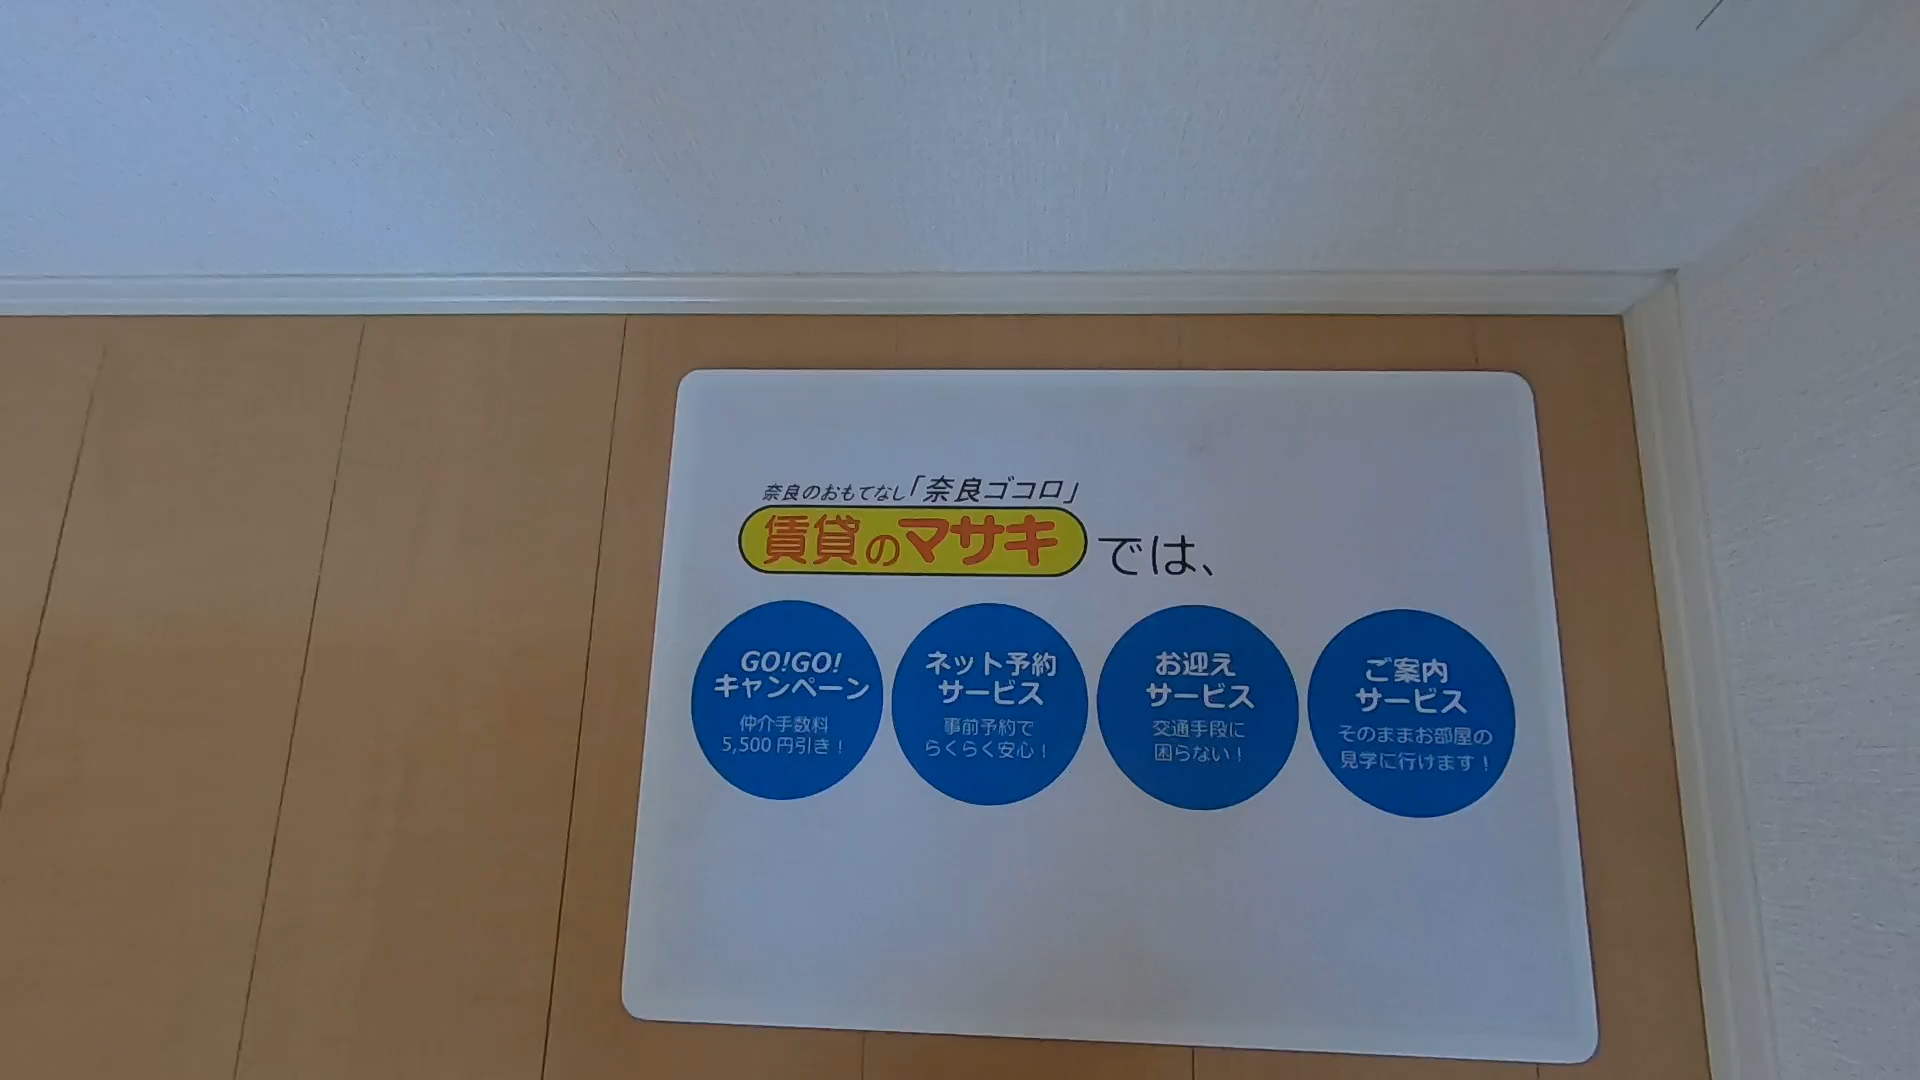 奈良のおもてなし「奈良ゴコロ」
賃貸のマサキでは、
GO!GO!
キャンペーン
仲介手数料
5,500 円引き！
ネット予約
サービス
事前予約で
らくらく安心！
お迎え
サービス
交通手段に
困らない！
ご案内
サービス
そのままお部屋の
見学に行けます！